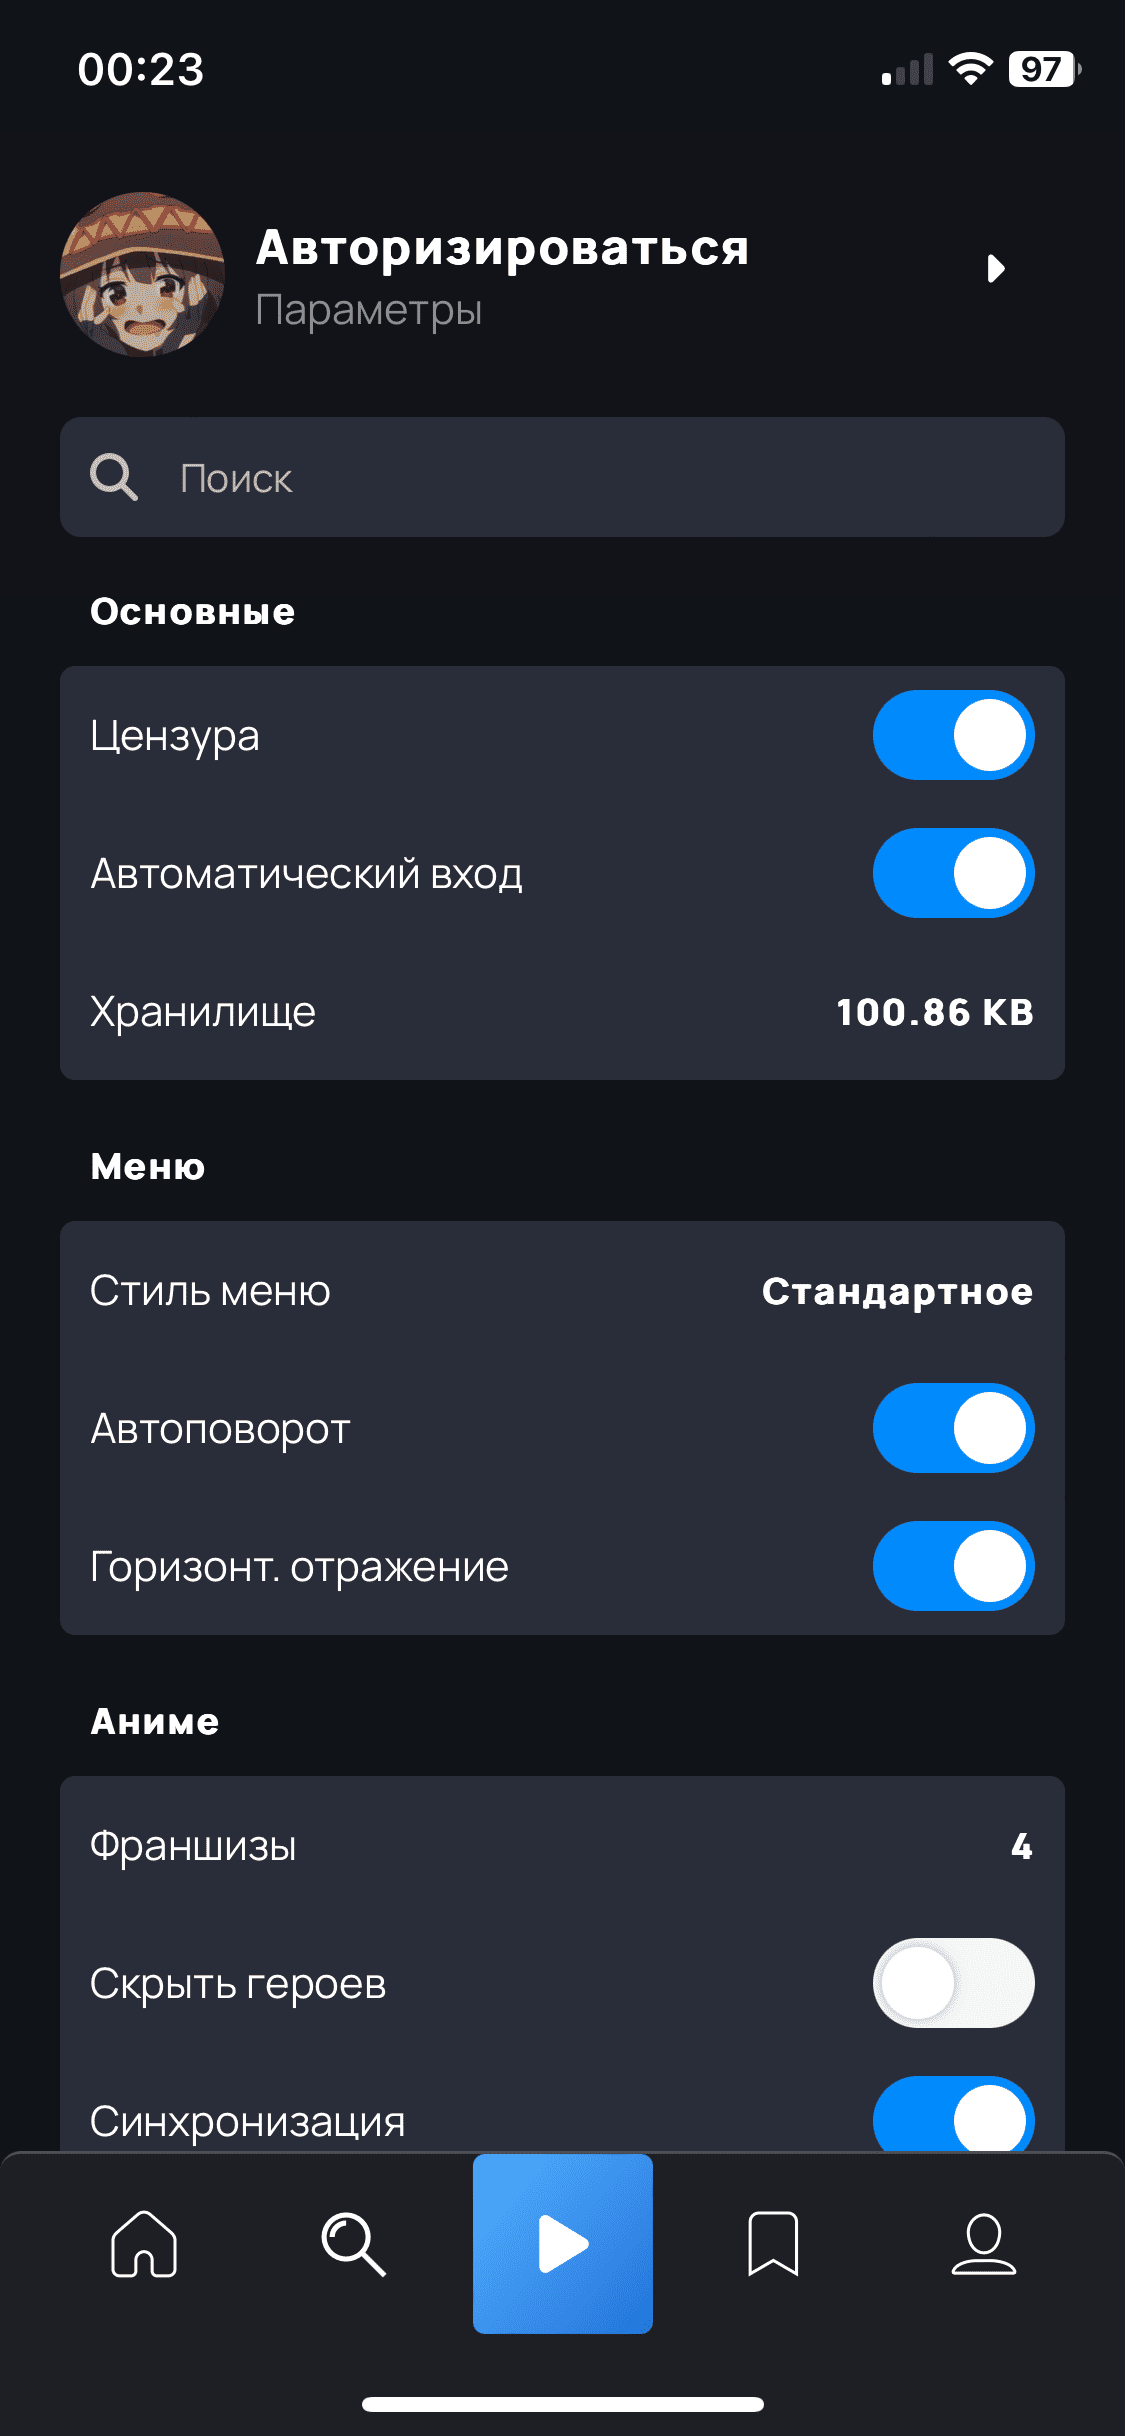 00:23
97
Авторизироваться
Параметры
Поиск
Основные
Цензура
Автоматический вход
Хранилище 100.86 KB
Меню
Стиль меню Стандартное
Автоповорот
Горизонт. отражение
Аниме
Франшизы 4
Скрыть героев
Синхронизация